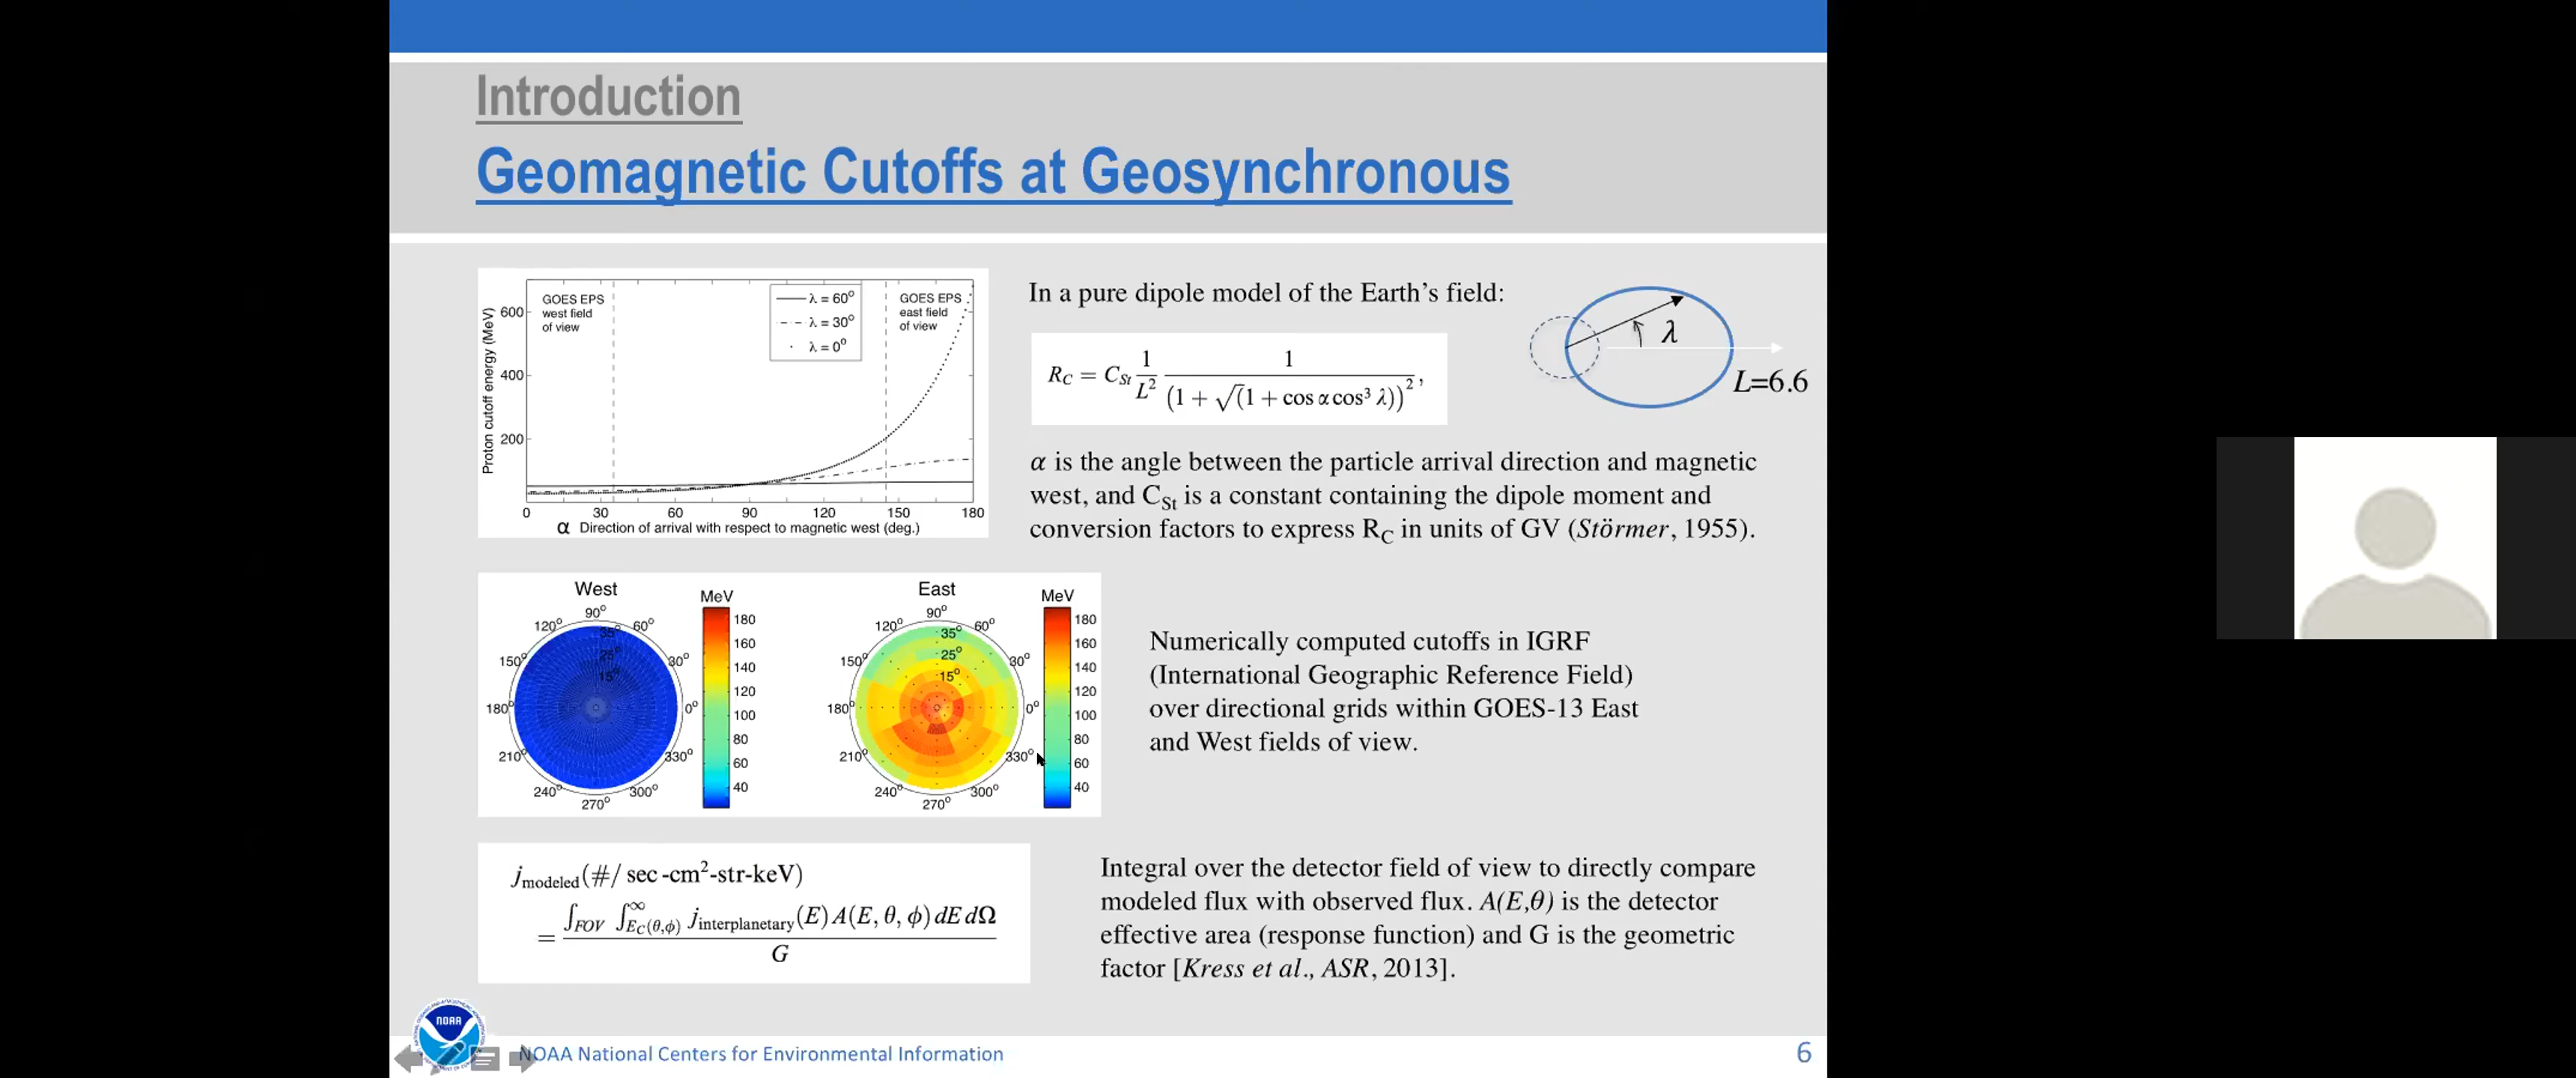 Introduction
Geomagnetic Cutoffs at Geosynchronous
GOES EPS
west field
of view
λ = 60°
λ = 30°
λ = 0°
GOES EPS
east field
of view
600
400
200
Proton cutoff energy (MeV)
0 30 60 90 120 150 180
α Direction of arrival with respect to magnetic west (deg.)
In a pure dipole model of the Earth's field:
R_C = C_St 1/L² 1/(1 + √(1 + cos α cos³ λ))²,
λ
L=6.6
α is the angle between the particle arrival direction and magnetic
west, and C_St is a constant containing the dipole moment and
conversion factors to express R_C in units of GV (Störmer, 1955).
West
90°
120° 60°
150° 30°
180° 0°
210° 330°
240° 300°
270°
35°
25°
15°
MeV
180
160
140
120
100
80
60
40
East
90°
120° 60°
150° 30°
180° 0°
210° 330°
240° 300°
270°
35°
25°
15°
MeV
180
160
140
120
100
80
60
40
Numerically computed cutoffs in IGRF
(International Geographic Reference Field)
over directional grids within GOES-13 East
and West fields of view.
j_modeled(#/ sec -cm²-str-keV)
= ∫_FOV ∫_{E_C(θ,ϕ)}^∞ j_interplanetary(E) A(E, θ, ϕ) dE dΩ
G
Integral over the detector field of view to directly compare
modeled flux with observed flux. A(E,θ) is the detector
effective area (response function) and G is the geometric
factor [Kress et al., ASR, 2013].
NOAA
NOAA National Centers for Environmental Information
6